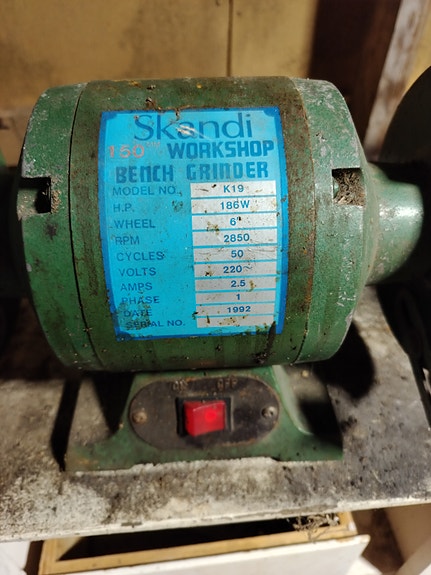 Skandi
150mm WORKSHOP
BENCH GRINDER
MODEL NO. K19
H.P. 186W
WHEEL 6"
RPM 2850
CYCLES 50
VOLTS 220
AMPS 2.5
PHASE 1
DATE 1992
SERIAL NO.
ON OFF